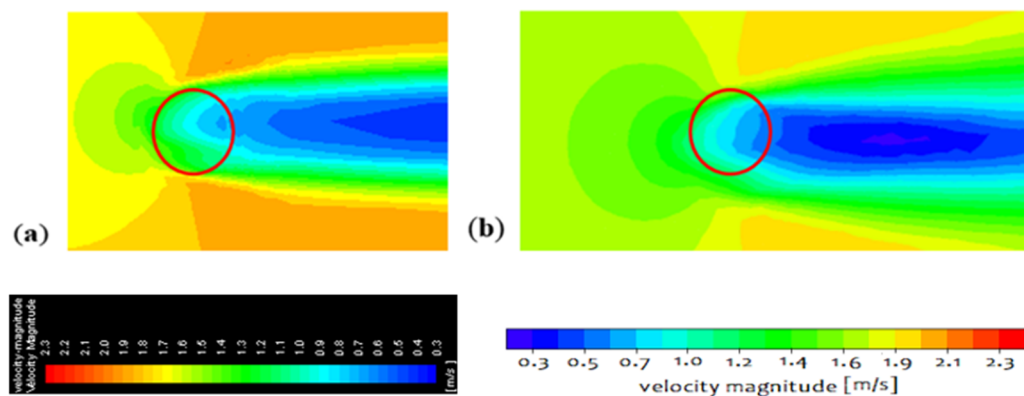 (a)
(b)
velocity-magnitude
Velocity Magnitude
2.3 2.2 2.1 2.0 1.9 1.8 1.7 1.6 1.5 1.4 1.3 1.2 1.1 1.0 0.9 0.8 0.7 0.6 0.5 0.4 0.3
[m/s]
0.3 0.5 0.7 1.0 1.2 1.4 1.6 1.9 2.1 2.3
velocity magnitude [m/s]